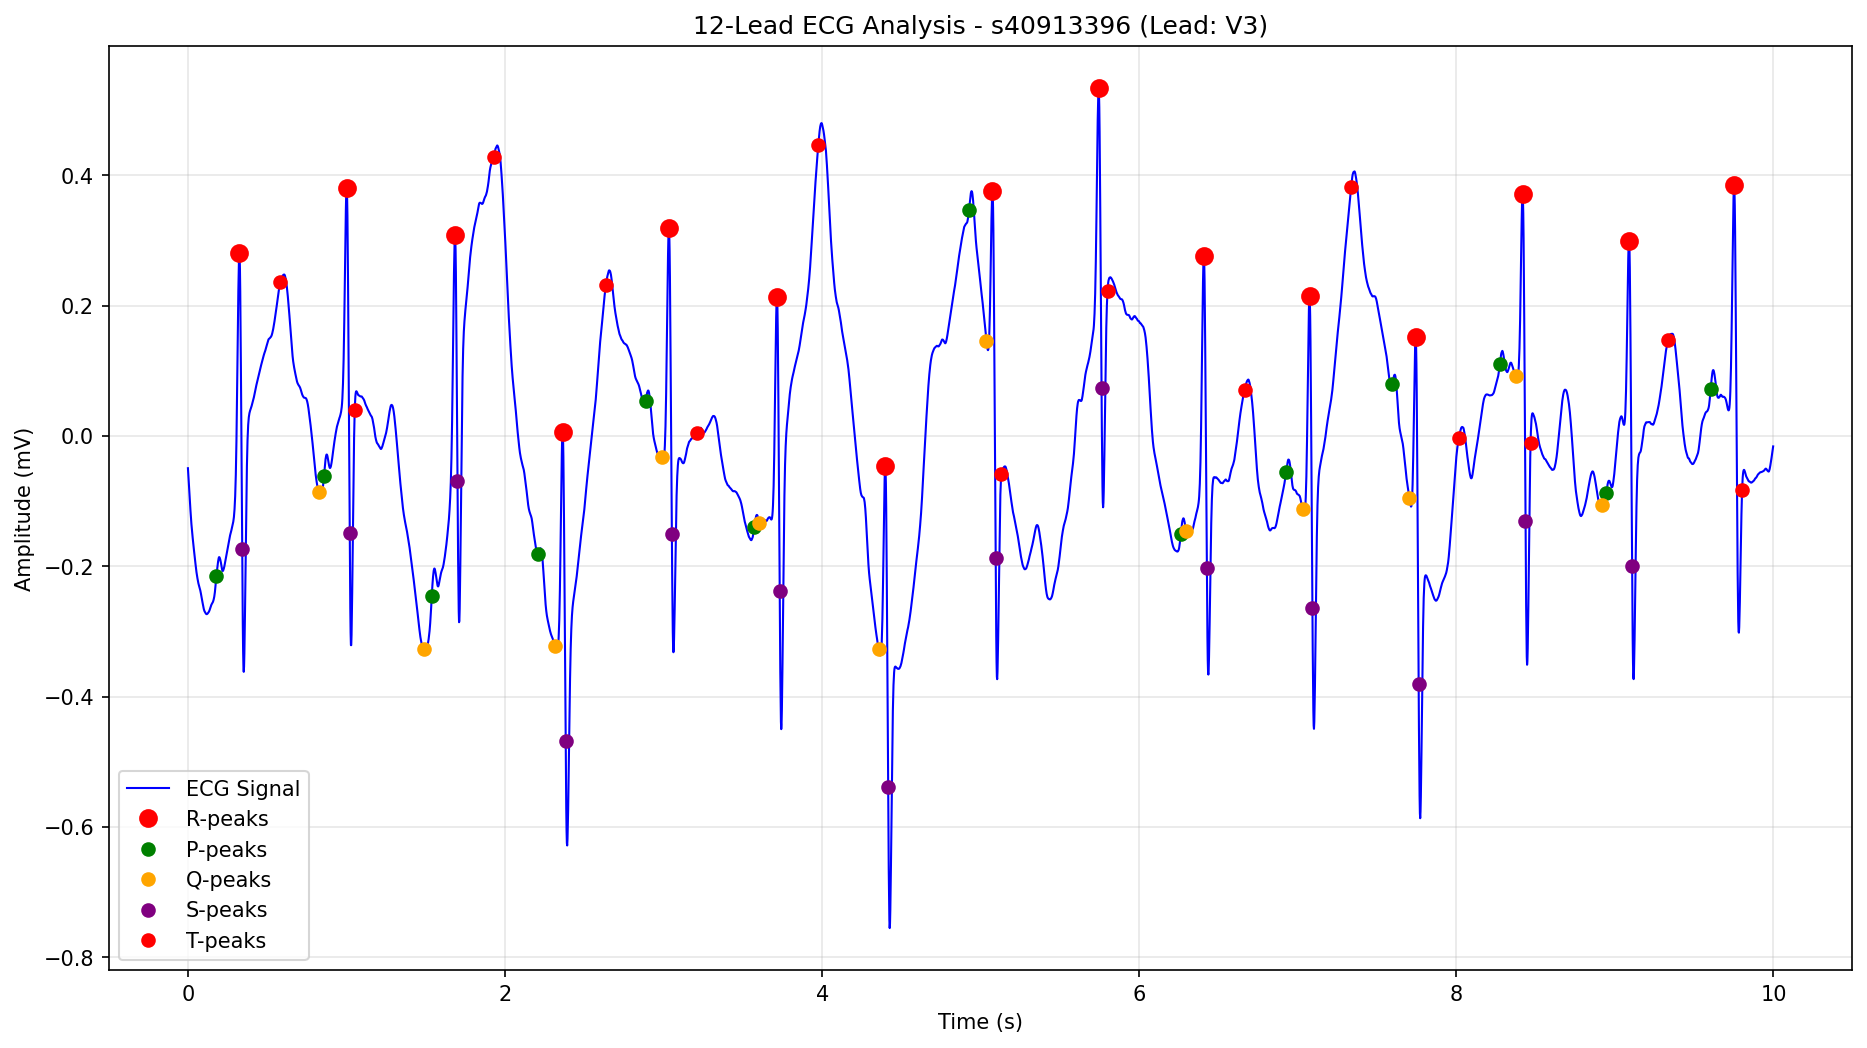 12-Lead ECG Analysis - s40913396 (Lead: V3)
Amplitude (mV)
0.4
0.2
0.0
−0.2
−0.4
−0.6
−0.8
ECG Signal
R-peaks
P-peaks
Q-peaks
S-peaks
T-peaks
0 2 4 6 8 10
Time (s)